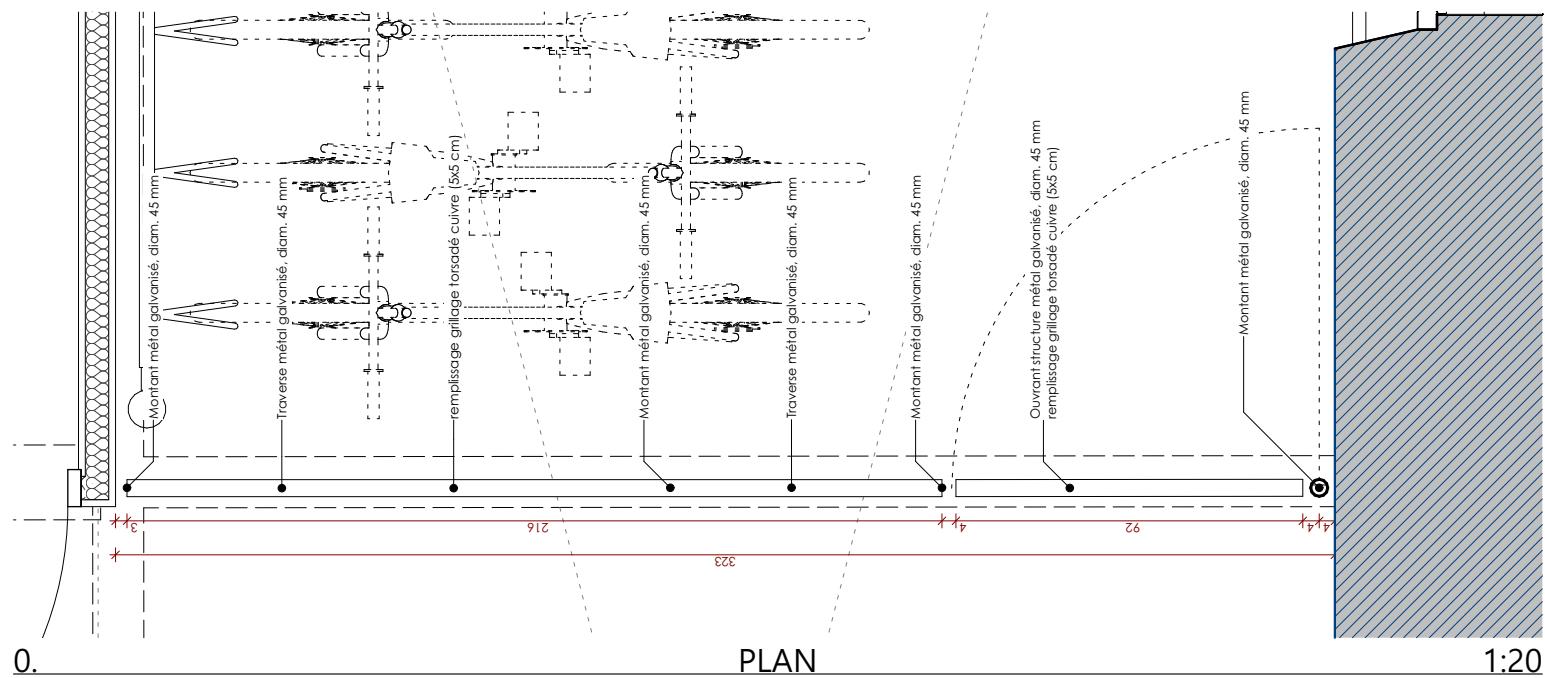 Montant métal galvanisé, diam. 45 mm
Traverse métal galvanisé, diam. 45 mm
remplissage grillage torsadé cuivre (5x5 cm)
Montant métal galvanisé, diam. 45 mm
Traverse métal galvanisé, diam. 45 mm
Montant métal galvanisé, diam. 45 mm
Ouvrant structure métal galvanisé, diam. 45 mm
remplissage grillage torsadé cuivre (5x5 cm)
Montant métal galvanisé, diam. 45 mm
3
216
4
92
4
4
323
0.
PLAN
1:20